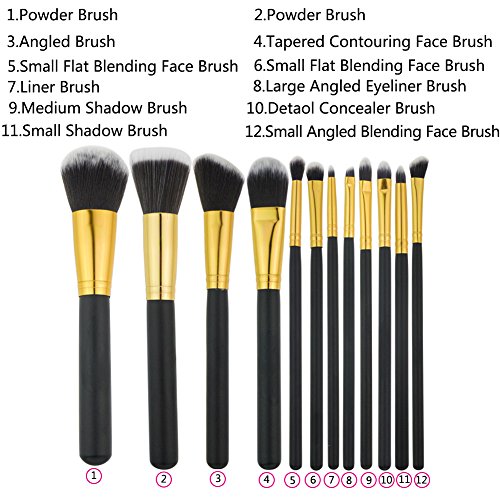 1.Powder Brush 2.Powder Brush
3.Angled Brush 4.Tapered Contouring Face Brush
5.Small Flat Blending Face Brush 6.Small Flat Blending Face Brush
7.Liner Brush 8.Large Angled Eyeliner Brush
9.Medium Shadow Brush 10.Detaol Concealer Brush
11.Small Shadow Brush 12.Small Angled Blending Face Brush
1 2 3 4 5 6 7 8 9 10 11 12